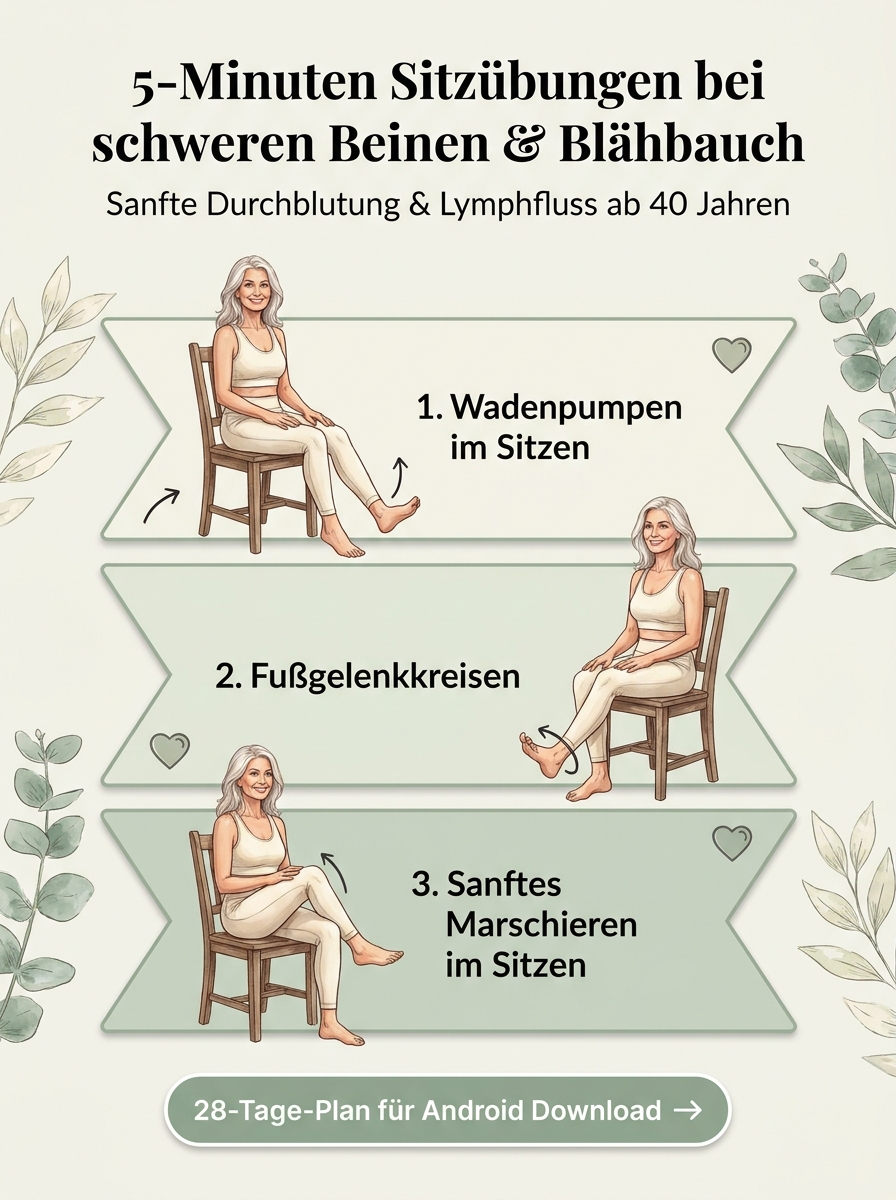 5-Minuten Sitzübungen bei
schweren Beinen & Blähbauch
Sanfte Durchblutung & Lymphfluss ab 40 Jahren
1. Wadenpumpen
im Sitzen
2. Fußgelenkkreisen
3. Sanftes
Marschieren
im Sitzen
28-Tage-Plan für Android Download →